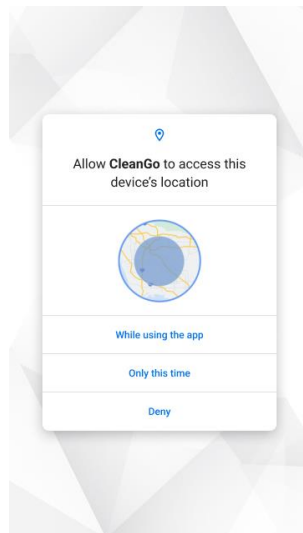 Allow CleanGo to access this
device's location
While using the app
Only this time
Deny